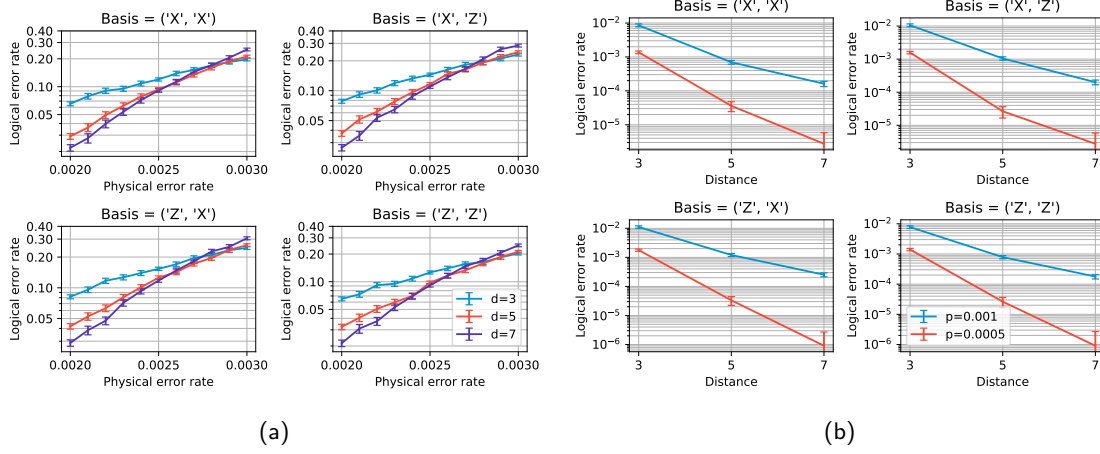 Basis = ('X', 'X')
0.40
0.30
0.20
0.10
0.05
0.0020
0.0025
0.0030
Physical error rate
Logical error rate
Basis = ('X', 'Z')
0.40
0.30
0.20
0.10
0.05
0.0020
0.0025
0.0030
Physical error rate
Logical error rate
Basis = ('Z', 'X')
0.40
0.30
0.20
0.10
0.05
0.0020
0.0025
0.0030
Physical error rate
Logical error rate
Basis = ('Z', 'Z')
0.40
0.30
0.20
0.10
0.05
0.0020
0.0025
0.0030
Physical error rate
Logical error rate
d=3
d=5
d=7
(a)
Basis = ('X', 'X')
10⁻²
10⁻³
10⁻⁴
10⁻⁵
3
5
7
Distance
Logical error rate
Basis = ('X', 'Z')
10⁻²
10⁻³
10⁻⁴
10⁻⁵
3
5
7
Distance
Logical error rate
Basis = ('Z', 'X')
10⁻²
10⁻³
10⁻⁴
10⁻⁵
10⁻⁶
3
5
7
Distance
Logical error rate
Basis = ('Z', 'Z')
10⁻²
10⁻³
10⁻⁴
10⁻⁵
10⁻⁶
3
5
7
Distance
Logical error rate
p=0.001
p=0.0005
(b)